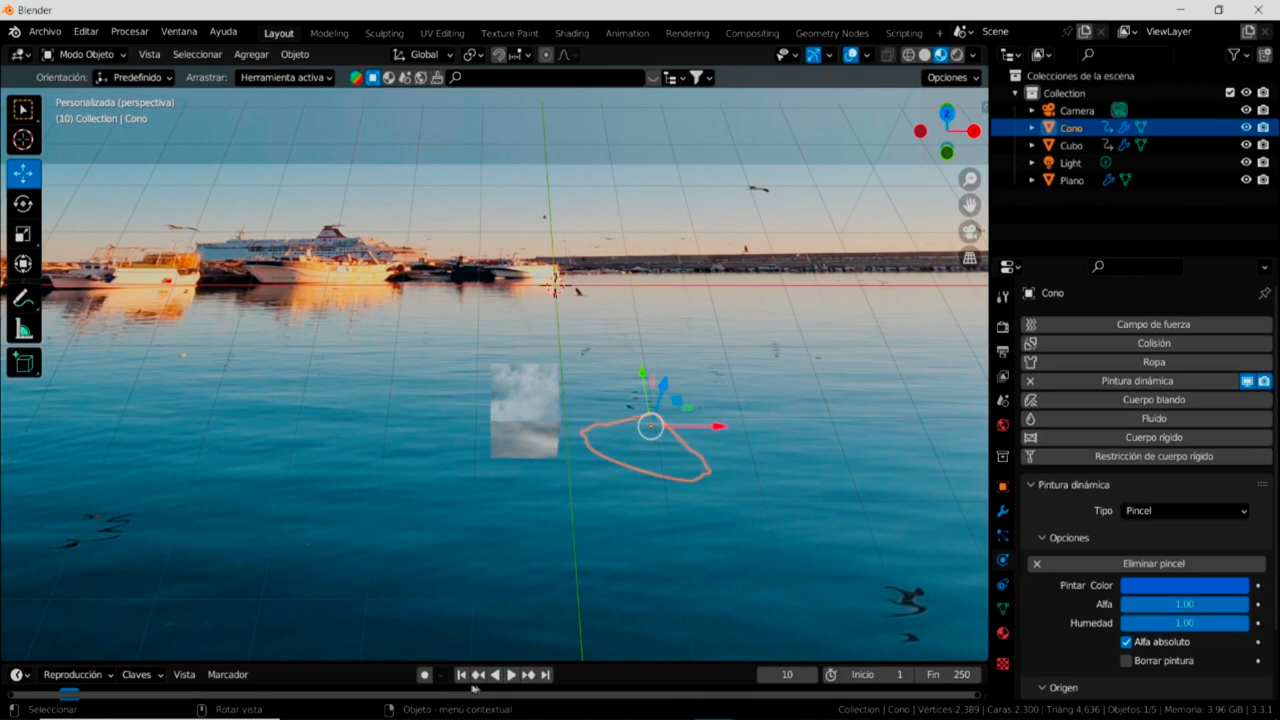 Blender
Archivo Editar Procesar Ventana Ayuda Layout Modeling Sculpting UV Editing Texture Paint Shading Animation Rendering Compositing Geometry Nodes Scripting + Scene ViewLayer
Modo Objeto Vista Seleccionar Agregar Objeto Global
Orientación: Predefinido Arrastrar: Herramienta activa Opciones
Personalizada (perspectiva)
(10) Collection | Cono
Z
Colecciones de la escena
Collection
Camera
Cono
Cubo
Light
Plano
Cono
Campo de fuerza
Colisión
Ropa
Pintura dinámica
Cuerpo blando
Fluido
Cuerpo rígido
Restricción de cuerpo rígido
Pintura dinámica
Tipo Pincel
Opciones
Eliminar pincel
Pintar Color
Alfa 1.00
Humedad 1.00
Alfa absoluto
Borrar pintura
Origen
Reproducción Claves Vista Marcador 10 Inicio 1 Fin 250
Seleccionar Rotar vista Objeto - menú contextual Collection | Cono | Vértices:2,389 | Caras:2,300 | Triáng.:4,636 | Objetos:1/5 | Memoria: 3.96 GiB | 3.3.1